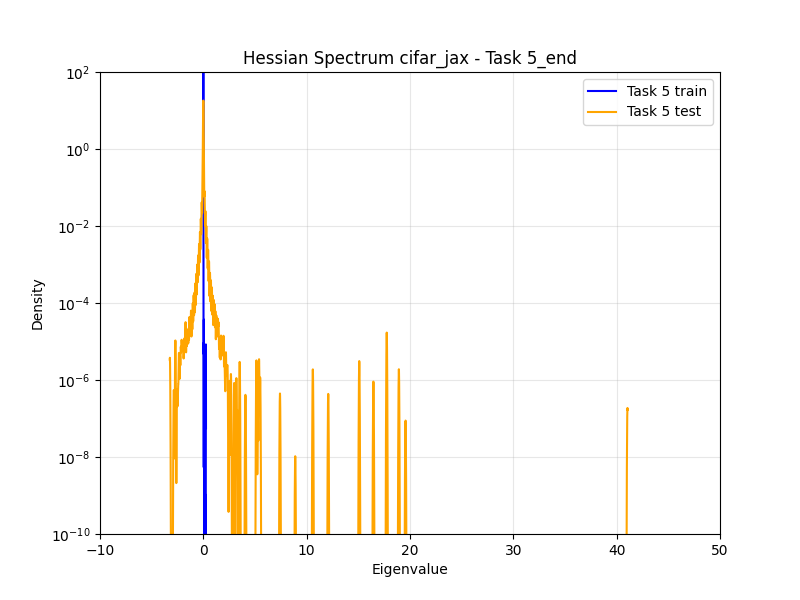 Hessian Spectrum cifar_jax - Task 5_end
Task 5 train
Task 5 test
Density
10²
10⁰
10⁻²
10⁻⁴
10⁻⁶
10⁻⁸
10⁻¹⁰
−10
0
10
20
30
40
50
Eigenvalue